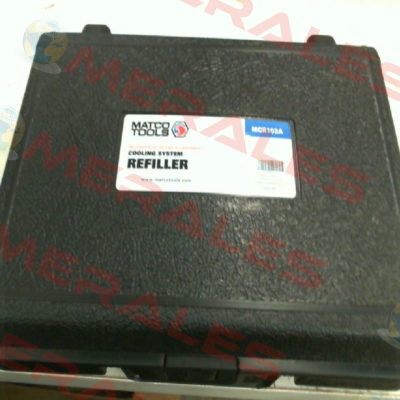 MATCO
TOOLS
MCR103A
COOLING SYSTEM
REFILLER
www.matcotools.com
MERALES
MERALES
MERALES